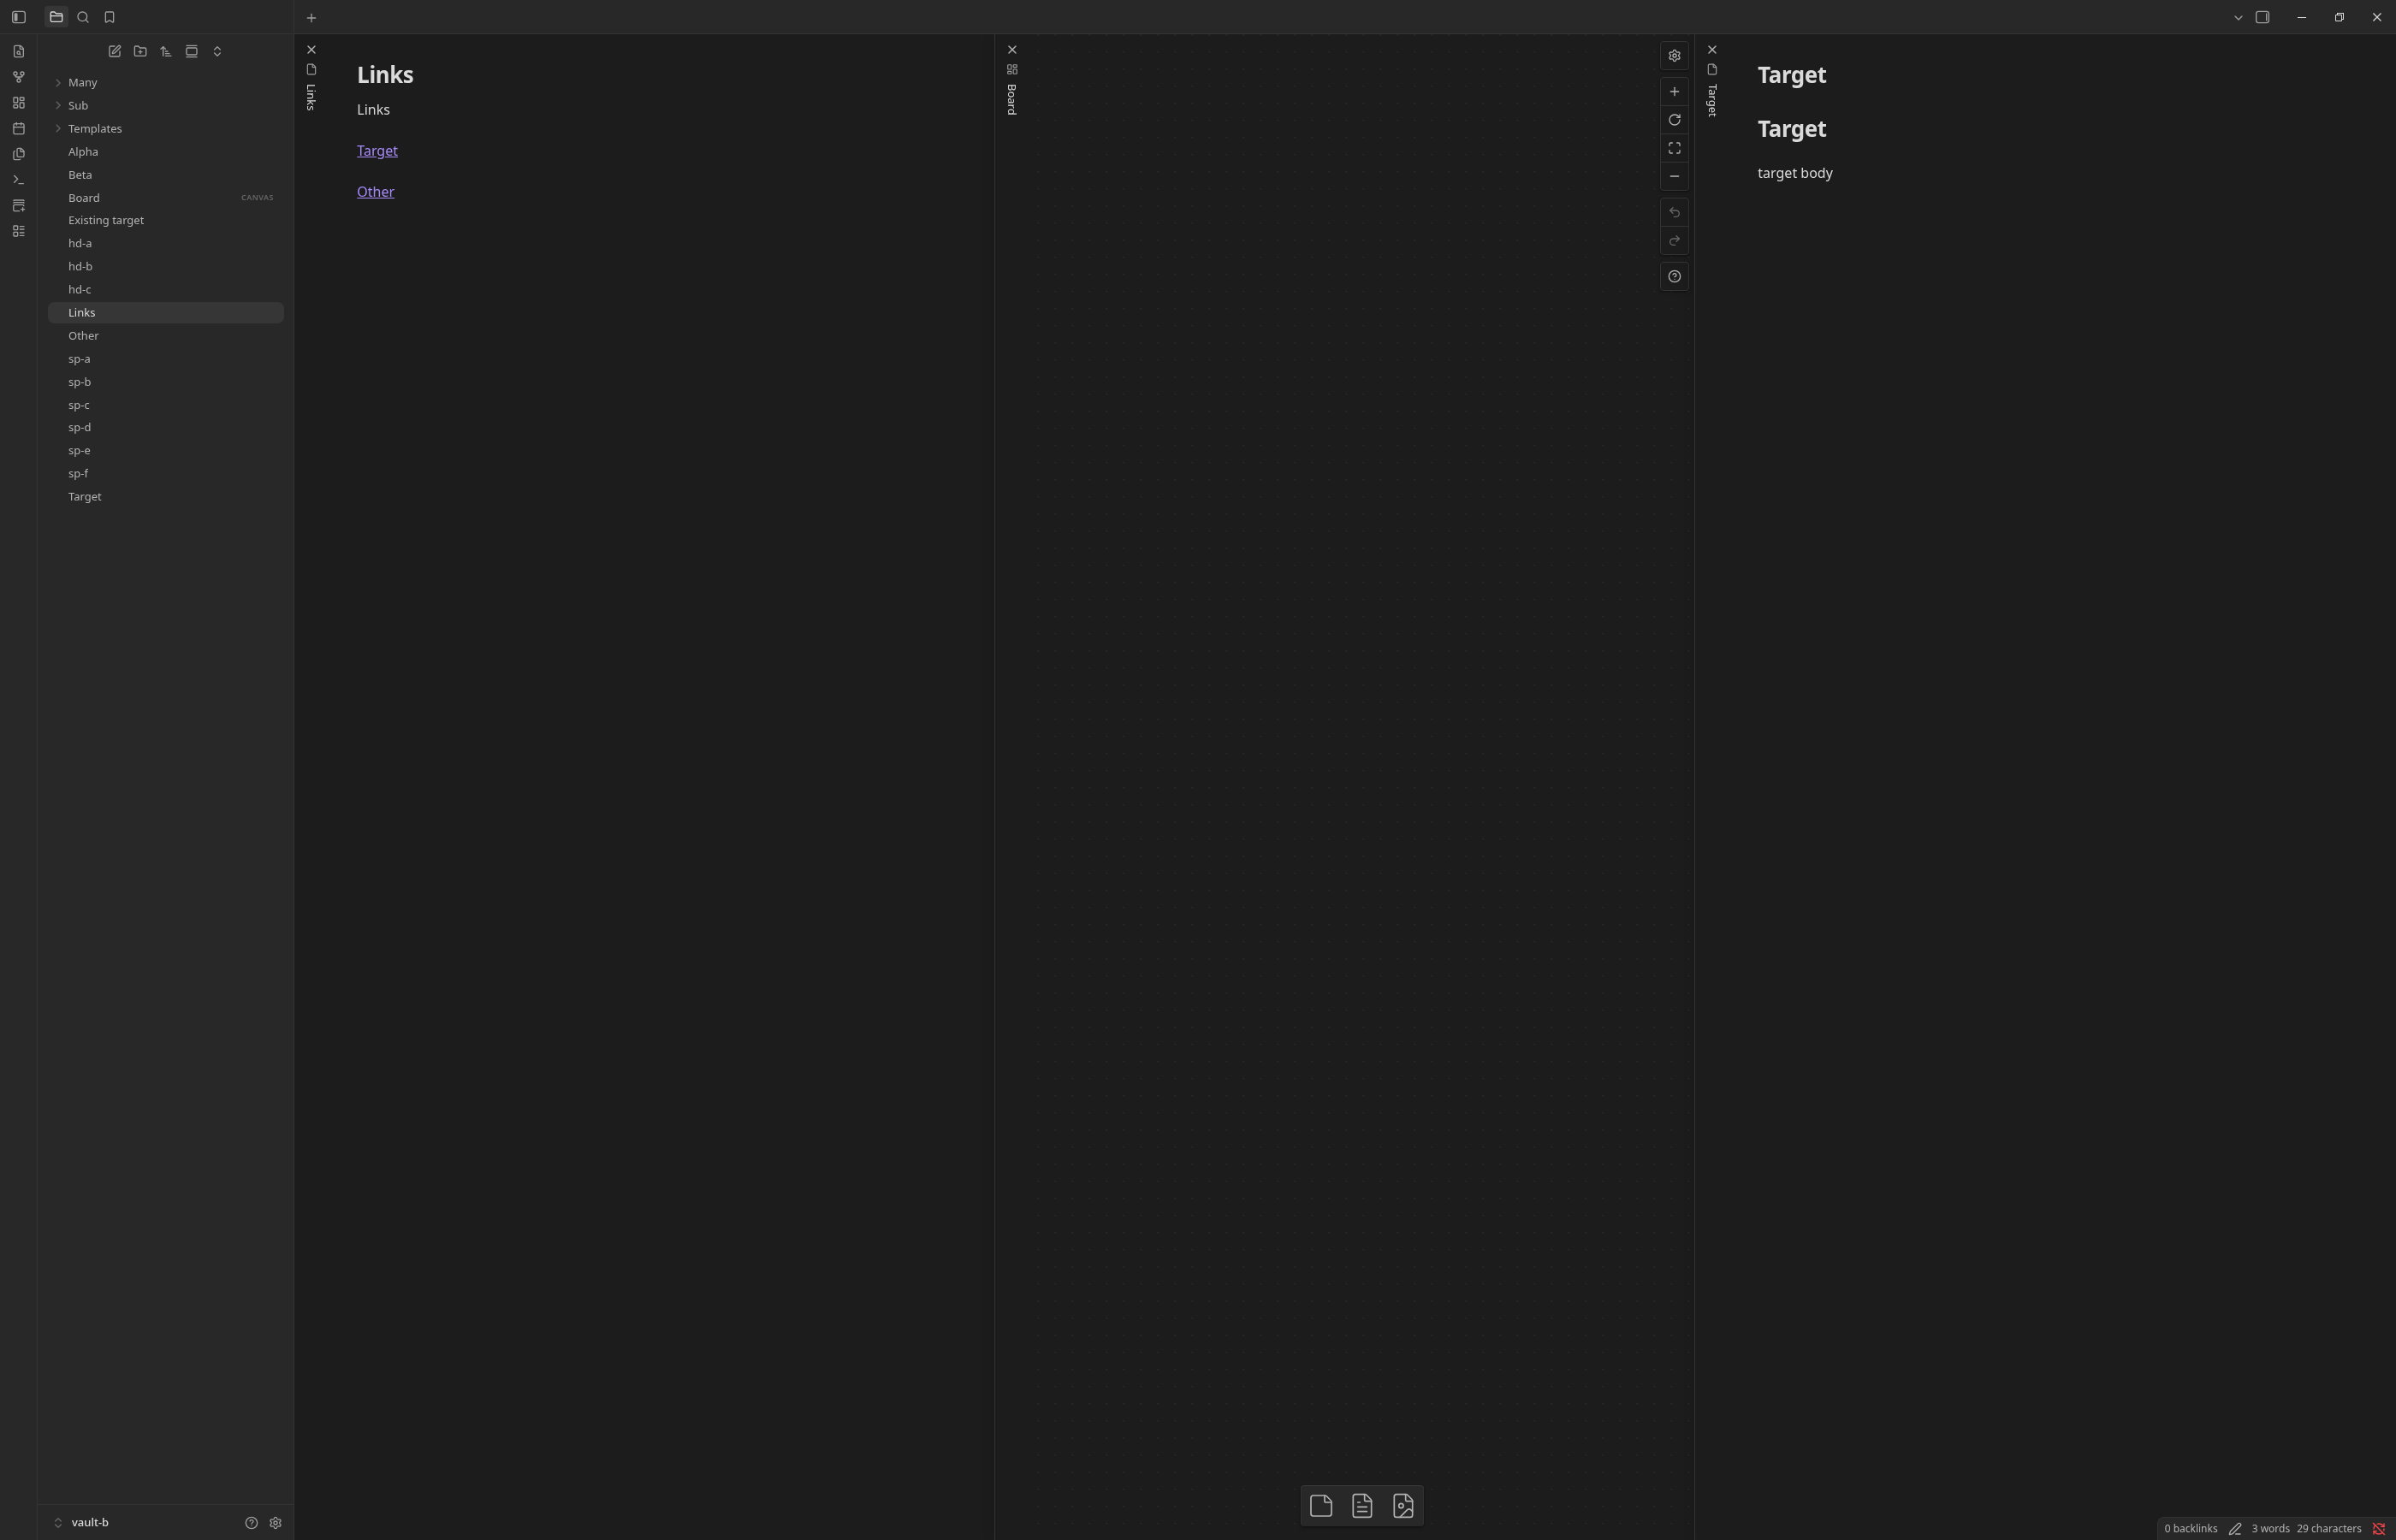 Many
Sub
Templates
Alpha
Beta
Board CANVAS
Existing target
hd-a
hd-b
hd-c
Links
Other
sp-a
sp-b
sp-c
sp-d
sp-e
sp-f
Target
vault-b
Links
Links
Links
Target
Other
Board
Target
Target
Target
target body
0 backlinks 3 words 29 characters